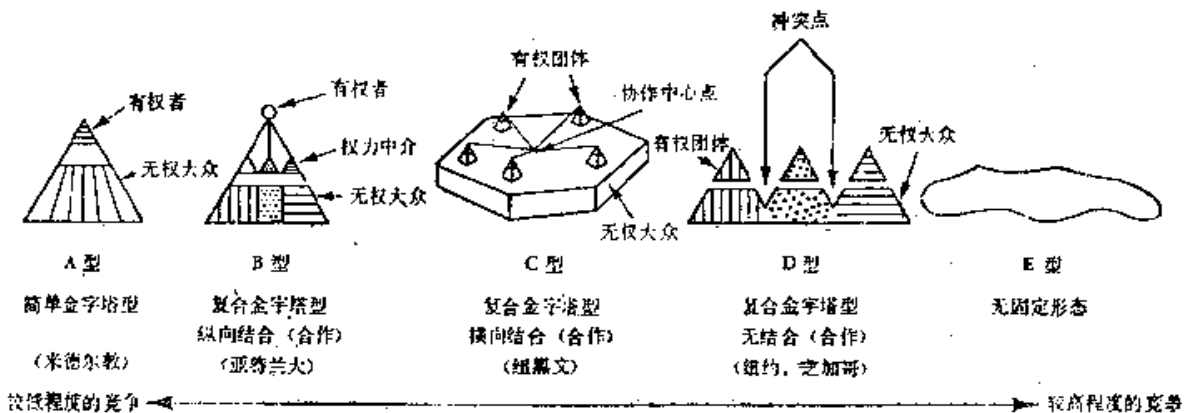 冲突点
有权团体
有权者
有权者
协作中心点
无权大众
有权团体
权力中介
无权大众
无权大众
无权大众
A型
B型
C型
D型
E型
简单金字塔型
复合金字塔型
复合金字塔型
复合金字塔型
无固定形态
纵向结合（合作）
横向结合（合作）
无结合（合作）
（米德尔敦）
（亚特兰大）
（纽黑文）
（纽约，芝加哥）
较低程度的竞争
较高程度的竞争